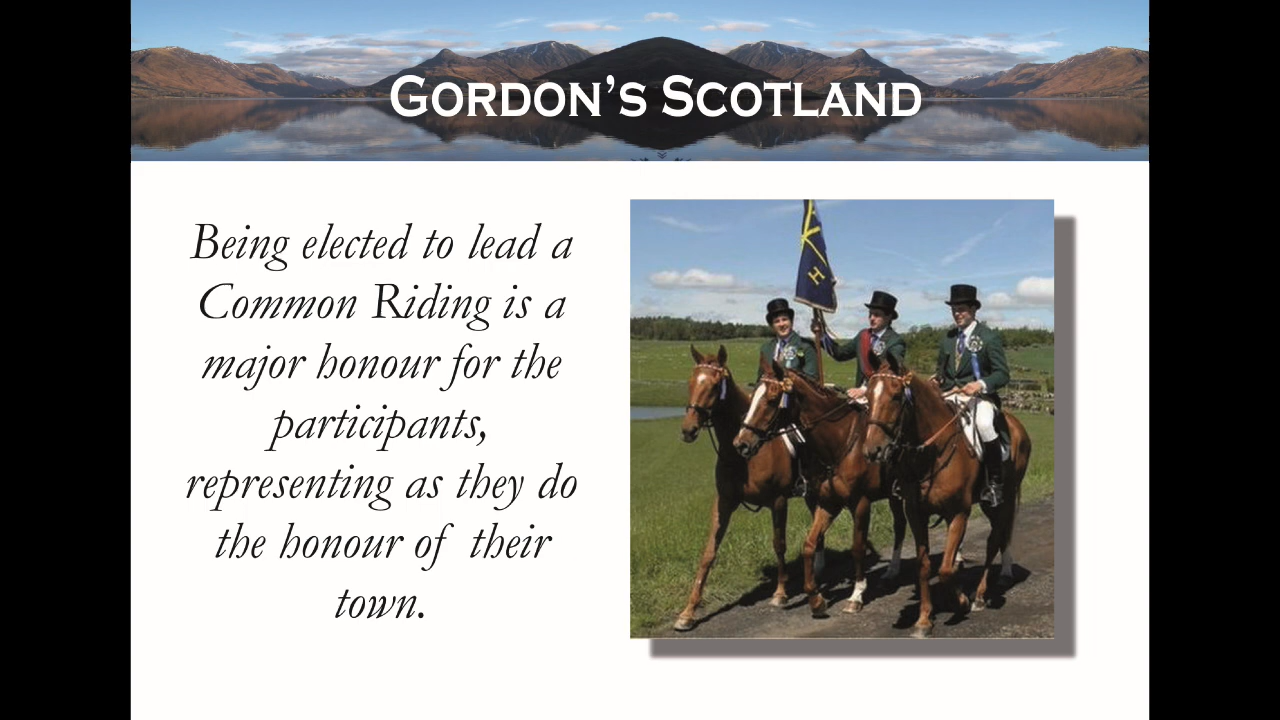 GORDON'S SCOTLAND
Being elected to lead a
Common Riding is a
major honour for the
participants,
representing as they do
the honour of their
town.
H